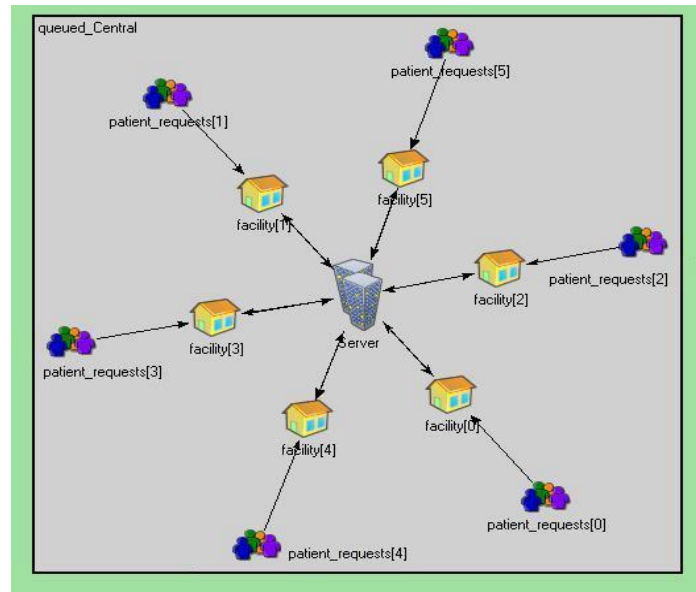 queued_Central
patient_requests[5]
patient_requests[1]
facility[5]
facility[1]
patient_requests[2]
facility[2]
Server
facility[3]
patient_requests[3]
facility[0]
facility[4]
patient_requests[0]
patient_requests[4]